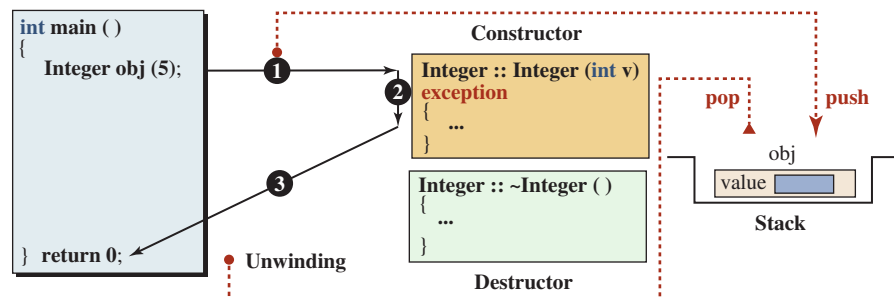 int main ( )
{
Integer obj (5);
} return 0;
1
2
3
Constructor
Integer :: Integer (int v)
exception
{
...
}
Integer :: ~Integer ( )
{
...
}
Destructor
Unwinding
pop
push
obj
value
Stack